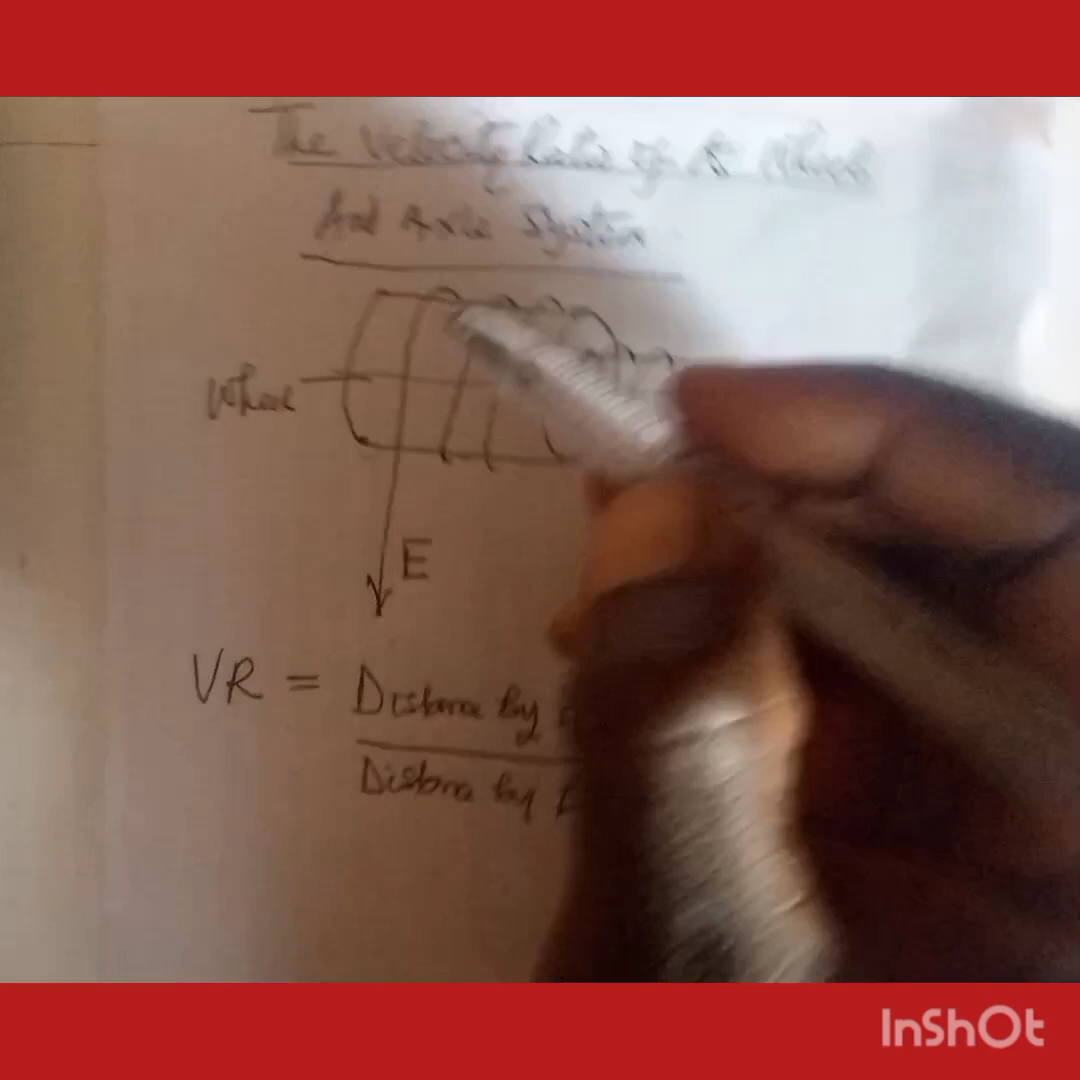 The Velocity Ratio of A Wheel
And Axle System
Wheel
E
VR = Distance By
Distance by
InShOt